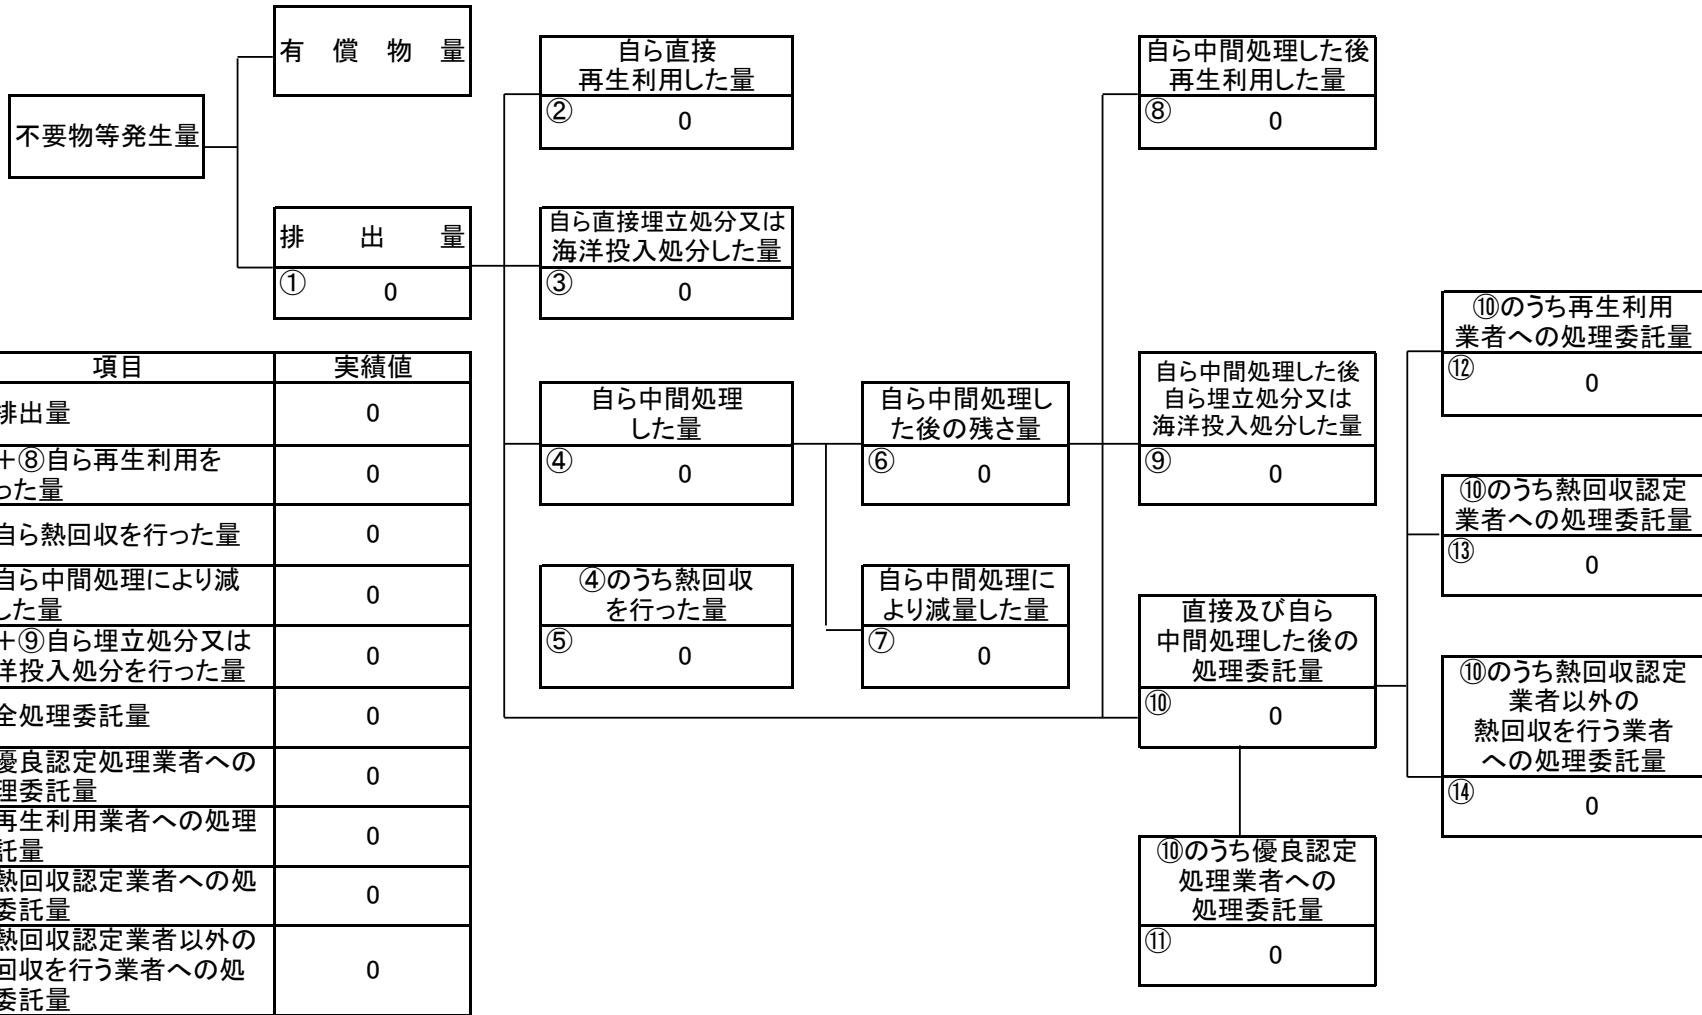 有償物量
不要物等発生量
排出量
①
0
自ら直接
再生利用した量
②
0
自ら直接埋立処分又は
海洋投入処分した量
③
0
自ら中間処理
した量
④
0
④のうち熱回収
を行った量
⑤
0
自ら中間処理し
た後の残さ量
⑥
0
自ら中間処理に
より減量した量
⑦
0
自ら中間処理した後
再生利用した量
⑧
0
自ら中間処理した後
自ら埋立処分又は
海洋投入処分した量
⑨
0
直接及び自ら
中間処理した後の
処理委託量
⑩
0
⑩のうち優良認定
処理業者への
処理委託量
⑪
0
⑩のうち再生利用
業者への処理委託量
⑫
0
⑩のうち熱回収認定
業者への処理委託量
⑬
0
⑩のうち熱回収認定
業者以外の
熱回収を行う業者
への処理委託量
⑭
0
項目 実績値
排出量 0
+⑧自ら再生利用を
った量
0
自ら熱回収を行った量 0
自ら中間処理により減
した量
0
+⑨自ら埋立処分又は
洋投入処分を行った量
0
全処理委託量 0
優良認定処理業者への
理委託量
0
再生利用業者への処理
託量
0
熱回収認定業者への処
委託量
0
熱回収認定業者以外の
回収を行う業者への処
委託量
0